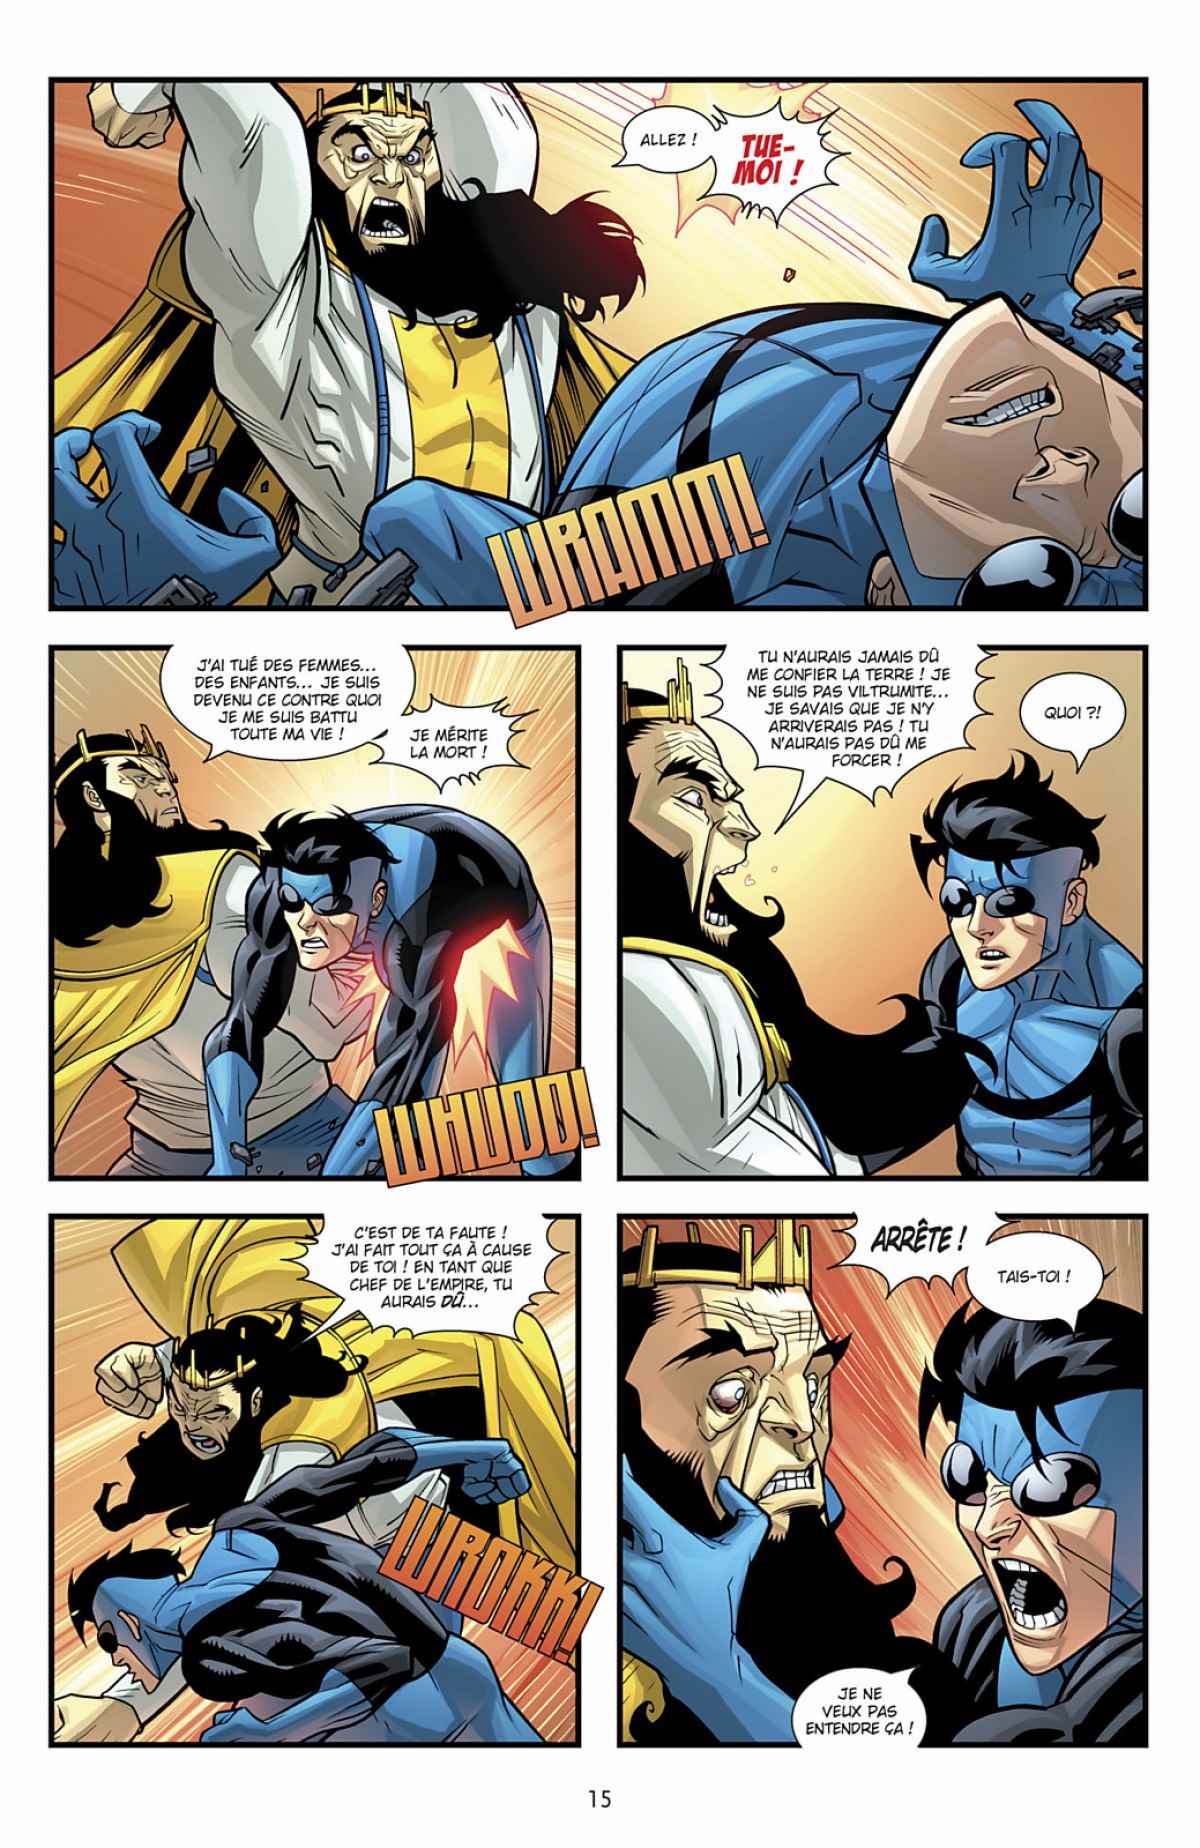 ALLEZ !
TUE-
MOI !
WRAMM!
J'AI TUÉ DES FEMMES...
DES ENFANTS... JE SUIS
DEVENU CE CONTRE QUOI
JE ME SUIS BATTU
TOUTE MA VIE !
JE MÉRITE
LA MORT !
WHUDD!
TU N'AURAIS JAMAIS DÛ
ME CONFIER LA TERRE ! JE
NE SUIS PAS VILTRUMITE...
JE SAVAIS QUE JE N'Y
ARRIVERAIS PAS ! TU
N'AURAIS PAS DÛ ME
FORCER !
QUOI ?!
C'EST DE TA FAUTE !
J'AI FAIT TOUT ÇA À CAUSE
DE TOI ! EN TANT QUE
CHEF DE L'EMPIRE, TU
AURAIS DÛ...
WROKK!
ARRÊTE !
TAIS-TOI !
JE NE
VEUX PAS
ENTENDRE ÇA !
15